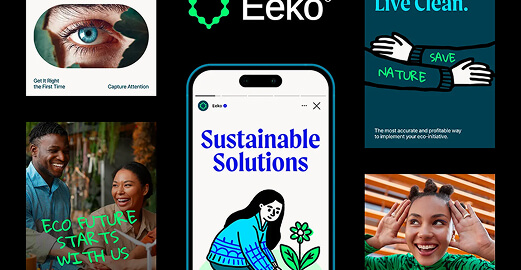 Eeko®
Live Clean.
Get It Right
the First Time
Capture Attention
SAVE
NATURE
Eeko
Sustainable
Solutions
The most accurate and profitable way
to implement your eco-initiative.
ECO FUTURE
STARTS
WITH US